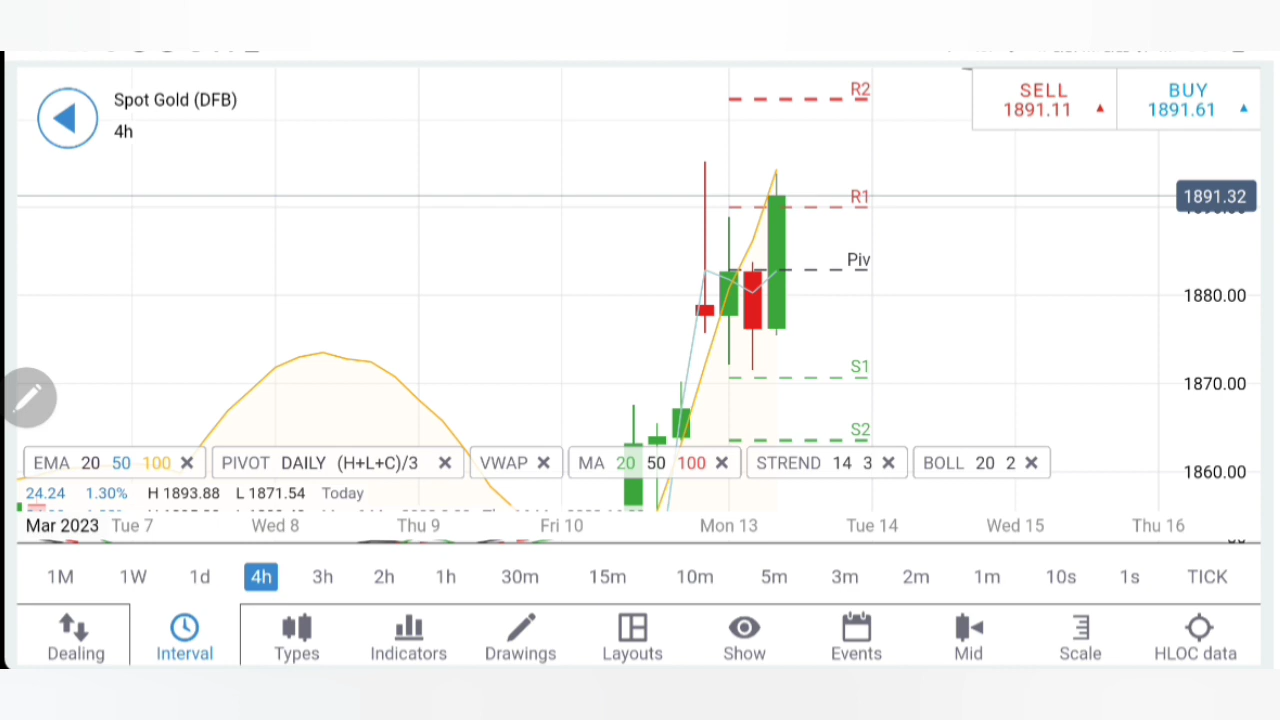 Spot Gold (DFB)
4h
SELL
1891.11
BUY
1891.61
R2
R1
Piv
S1
S2
1891.32
1880.00
1870.00
1860.00
EMA 20 50 100
PIVOT DAILY (H+L+C)/3
VWAP
MA 20 50 100
STREND 14 3
BOLL 20 2
24.24 1.30% H 1893.88 L 1871.54 Today
Mar 2023 Tue 7 Wed 8 Thu 9 Fri 10 Mon 13 Tue 14 Wed 15 Thu 16
1M 1W 1d 4h 3h 2h 1h 30m 15m 10m 5m 3m 2m 1m 10s 1s TICK
Dealing Interval Types Indicators Drawings Layouts Show Events Mid Scale HLOC data